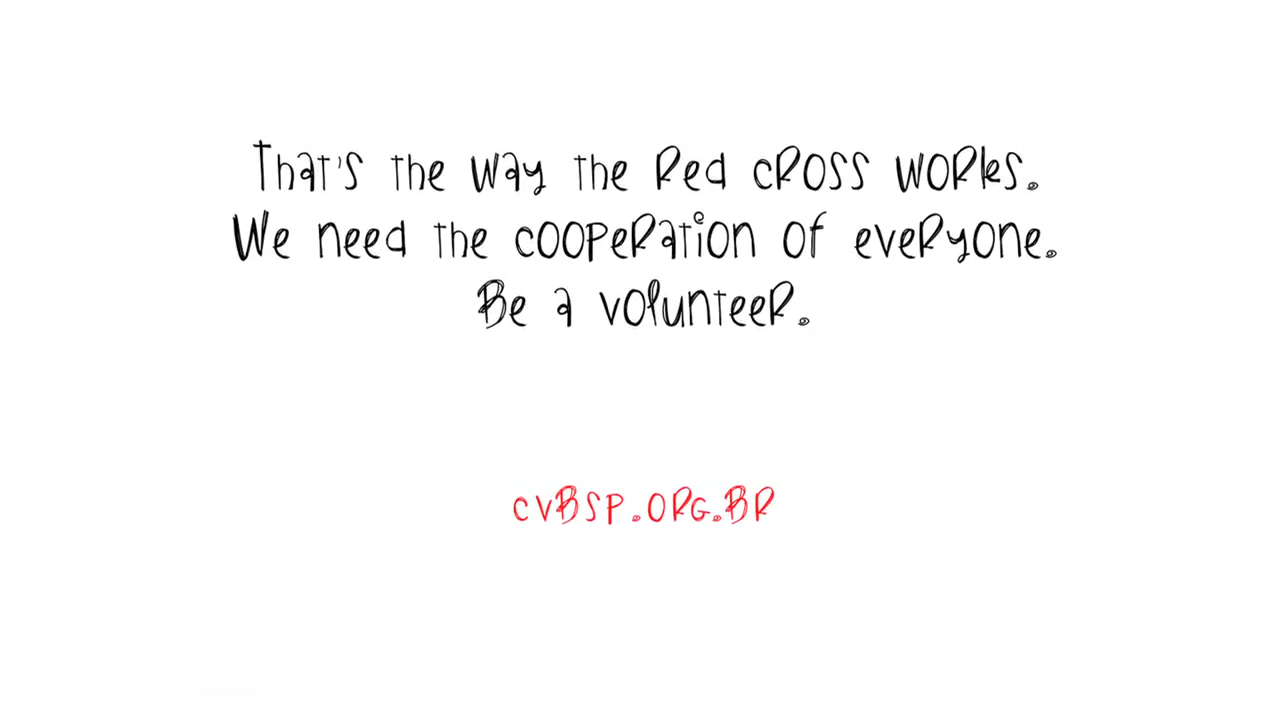 That's the way the Red Cross works.
We need the cooperation of everyone.
Be a volunteer.
cvbsp.org.br